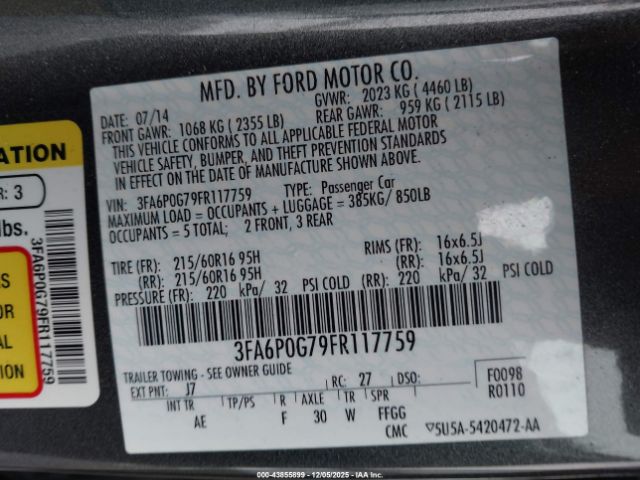 MFD. BY FORD MOTOR CO.
DATE: 07/14 GVWR: 2023 KG ( 4460 LB)
FRONT GAWR: 1068 KG ( 2355 LB) REAR GAWR: 959 KG ( 2115 LB)
THIS VEHICLE CONFORMS TO ALL APPLICABLE FEDERAL MOTOR
VEHICLE SAFETY, BUMPER, AND THEFT PREVENTION STANDARDS
IN EFFECT ON THE DATE OF MANUFACTURE SHOWN ABOVE.
VIN: 3FA6P0G79FR117759 TYPE: Passenger Car
MAXIMUM LOAD = OCCUPANTS + LUGGAGE = 385KG/ 850LB
OCCUPANTS = 5 TOTAL; 2 FRONT, 3 REAR
TIRE (FR): 215/60R16 95H RIMS (FR): 16x6.5J
(RR): 215/60R16 95H (RR): 16x6.5J
PRESSURE (FR): 220 kPa/ 32 PSI COLD (RR): 220 kPa/ 32 PSI COLD
3FA6P0G79FR117759
TRAILER TOWING - SEE OWNER GUIDE
EXT PNT: J7 RC: 27 DSO: F0098
INT TR TP/PS R AXLE TR SPR R0110
AE F 30 W FFGG
CMC 5U5A-5420472-AA
ATION
R: 3
lbs.
3FA6P0G79FR117759
000-43855899 - 12/05/2025 - IAA Inc.